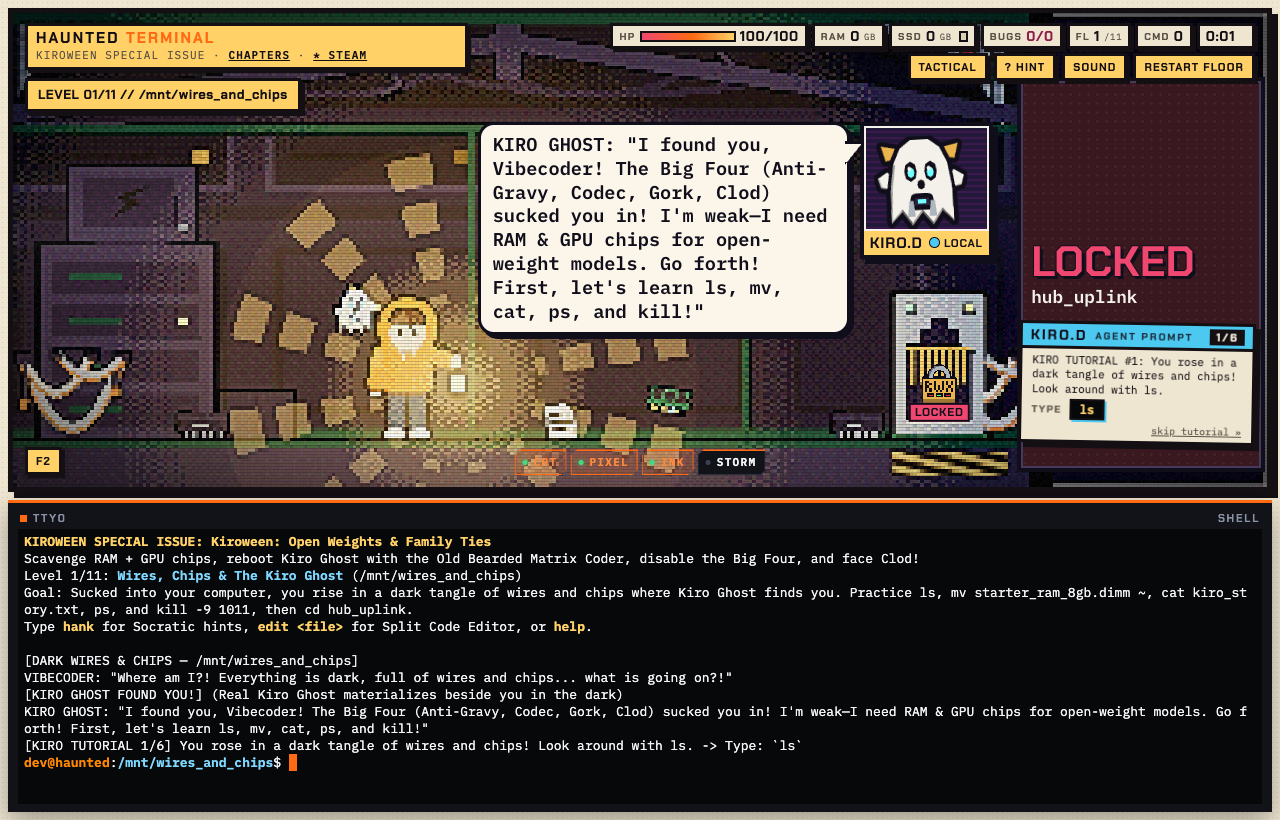 HAUNTED TERMINAL
KIROWEEN SPECIAL ISSUE · CHAPTERS · * STEAM
LEVEL 01/11 // /mnt/wires_and_chips
HP 100/100
RAM 0 GB
SSD 0 GB
BUGS 0/0
FL 1 /11
CMD 0
0:01
TACTICAL
? HINT
SOUND
RESTART FLOOR
KIRO GHOST: "I found you,
Vibecoder! The Big Four (Anti-
Gravy, Codec, Gork, Clod)
sucked you in! I'm weak—I need
RAM & GPU chips for open-
weight models. Go forth!
First, let's learn ls, mv,
cat, ps, and kill!"
KIRO.D LOCAL
LOCKED
hub_uplink
KIRO.D AGENT PROMPT 1/6
KIRO TUTORIAL #1: You rose in a
dark tangle of wires and chips!
Look around with ls.
TYPE ls
skip tutorial »
RWX
LOCKED
F2
PIXEL
STORM
TTY0
SHELL
KIROWEEN SPECIAL ISSUE: Kiroween: Open Weights & Family Ties
Scavenge RAM + GPU chips, reboot Kiro Ghost with the Old Bearded Matrix Coder, disable the Big Four, and face Clod!
Level 1/11: Wires, Chips & The Kiro Ghost (/mnt/wires_and_chips)
Goal: Sucked into your computer, you rise in a dark tangle of wires and chips where Kiro Ghost finds you. Practice ls, mv starter_ram_8gb.dimm ~, cat kiro_st
ory.txt, ps, and kill -9 1011, then cd hub_uplink.
Type hank for Socratic hints, edit <file> for Split Code Editor, or help.
[DARK WIRES & CHIPS — /mnt/wires_and_chips]
VIBECODER: "Where am I?! Everything is dark, full of wires and chips... what is going on?!"
[KIRO GHOST FOUND YOU!] (Real Kiro Ghost materializes beside you in the dark)
KIRO GHOST: "I found you, Vibecoder! The Big Four (Anti-Gravy, Codec, Gork, Clod) sucked you in! I'm weak—I need RAM & GPU chips for open-weight models. Go f
orth! First, let's learn ls, mv, cat, ps, and kill!"
[KIRO TUTORIAL 1/6] You rose in a dark tangle of wires and chips! Look around with ls. -> Type: `ls`
dev@haunted:/mnt/wires_and_chips$